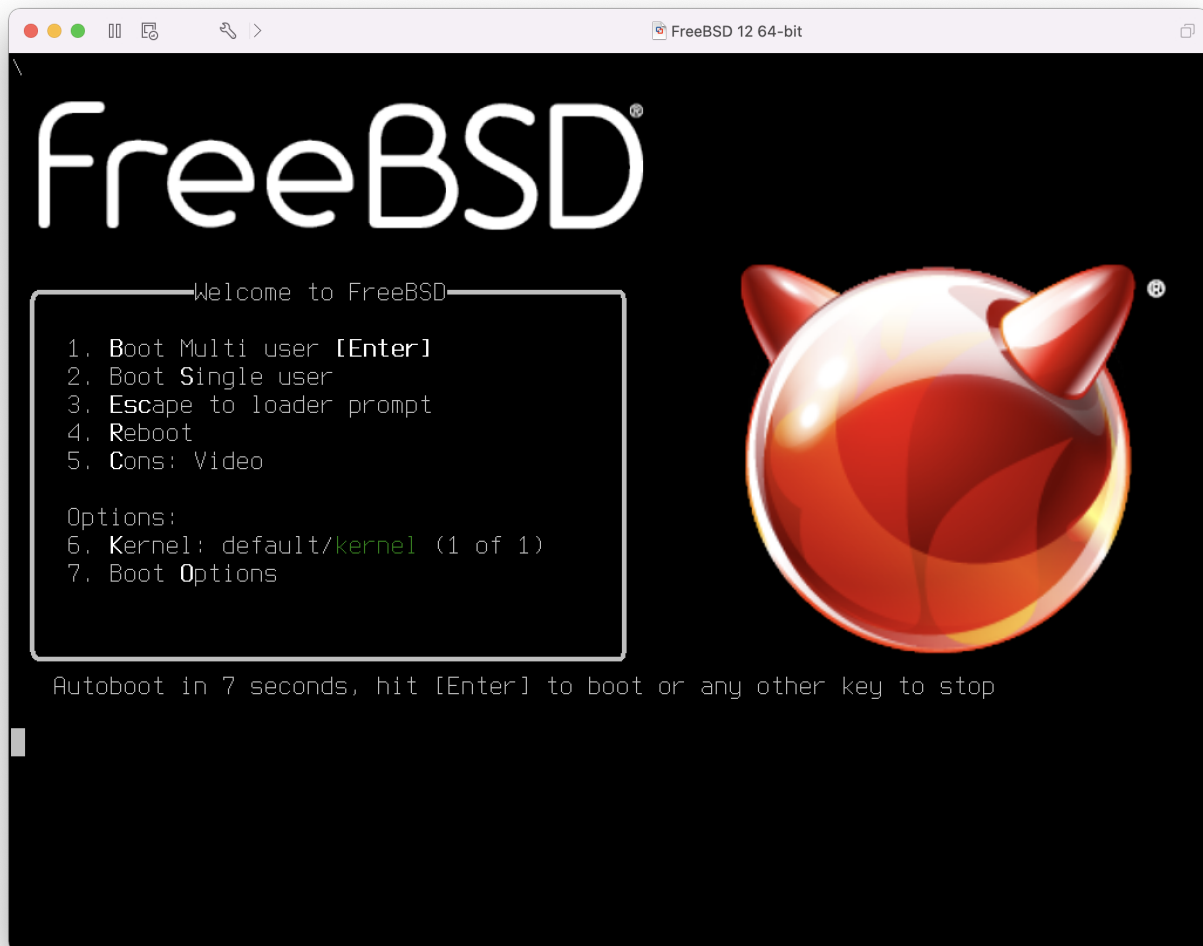 FreeBSD 12 64-bit
\
FreeBSD®
Welcome to FreeBSD
®
1. Boot Multi user [Enter]
2. Boot Single user
3. Escape to loader prompt
4. Reboot
5. Cons: Video
Options:
6. Kernel: default/kernel (1 of 1)
7. Boot Options
Autoboot in 7 seconds, hit [Enter] to boot or any other key to stop